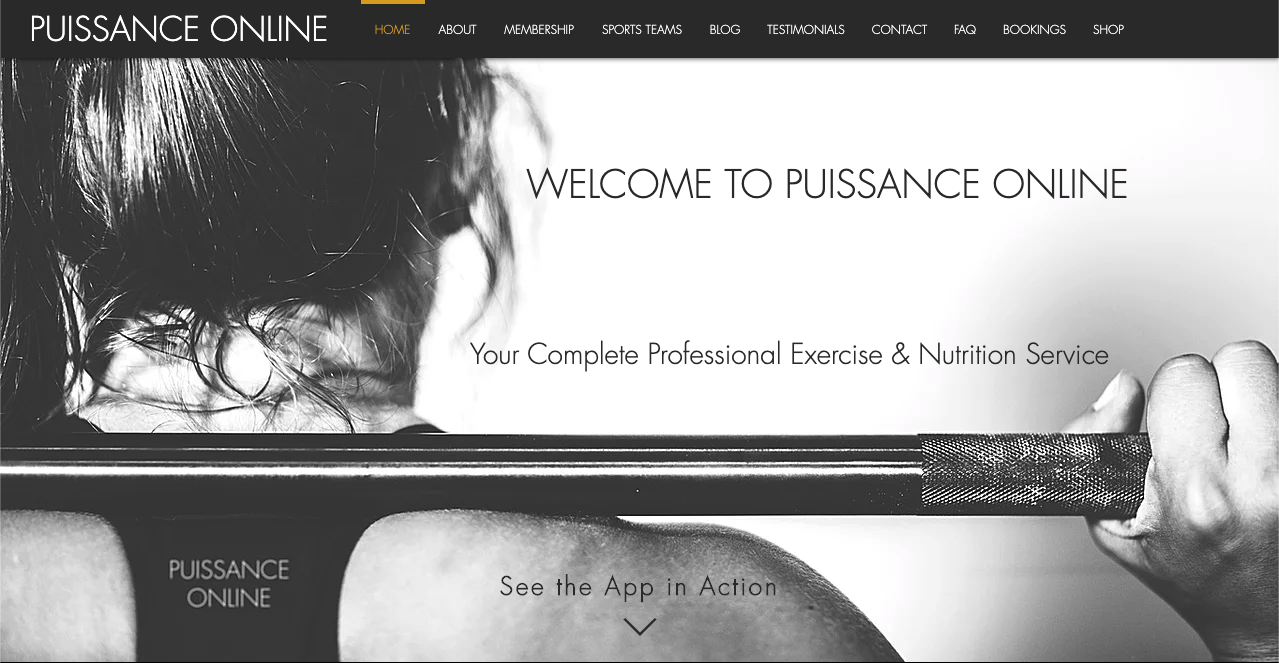 PUISSANCE ONLINE
HOME ABOUT MEMBERSHIP SPORTS TEAMS BLOG TESTIMONIALS CONTACT FAQ BOOKINGS SHOP
WELCOME TO PUISSANCE ONLINE
Your Complete Professional Exercise & Nutrition Service
PUISSANCE
ONLINE
See the App in Action